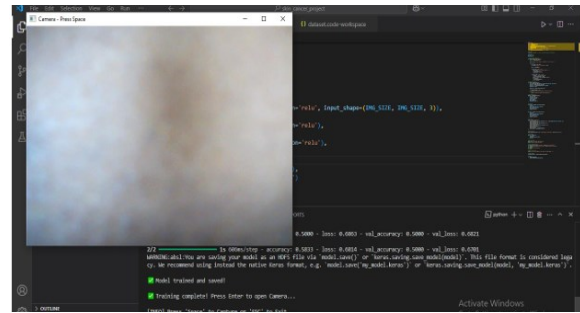 File Edit Selection View Go Run
Camera - Press Space
dataset.code-workspace
='relu', input_shape=(IMG_SIZE, IMG_SIZE, 3)),
='relu'),
='relu'),
python
0.5000 - loss: 0.6863 - val_accuracy: 0.5000 - val_loss: 0.6821
2/2 1s 606ms/step - accuracy: 0.5833 - loss: 0.6814 - val_accuracy: 0.5000 - val_loss: 0.6701
WARNING:absl:You are saving your model as an HDF5 file via `model.save()` or `keras.saving.save_model(model)`. This file format is considered lega
cy. We recommend using instead the native Keras format, e.g. `model.save('my_model.keras')` or `keras.saving.save_model(model, 'my_model.keras')`.
Model trained and saved!
Training complete! Press Enter to open Camera...
Activate Windows
OUTLINE
[INFO] Press 'Space' to Capture or 'ESC' to Exit